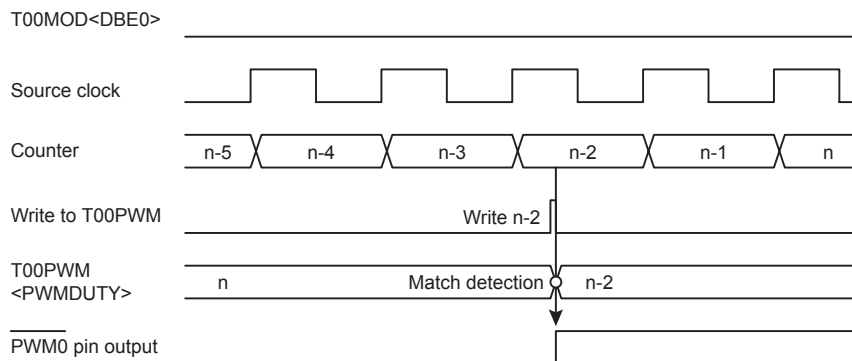 T00MOD<DBE0>
Source clock
Counter n-5 n-4 n-3 n-2 n-1 n
Write to T00PWM Write n-2
T00PWM
<PWMDUTY> n Match detection n-2
PWM0 pin output